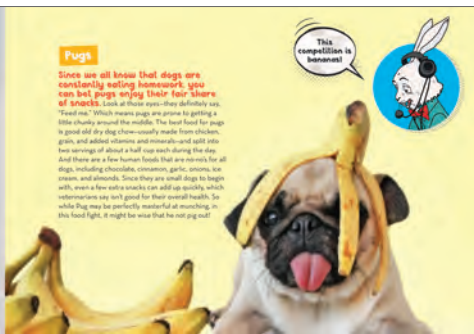 This
competition is
bananas!
Pugs
Since we all know that dogs are
constantly eating homework, you
can bet pugs enjoy their fair share
of snacks. Look at those eyes—they definitely say,
"Feed me." Which means pugs are prone to getting a
little chunky around the middle. The best food for pugs
is good old dry dog chow—usually made from chicken,
grain, and added vitamins and minerals—and split into
two servings of about a half cup each during the day.
And there are a few human foods that are no-no's for all
dogs, including chocolate, cinnamon, garlic, onions, ice
cream, and almonds. Since they are small dogs to begin
with, even a few extra snacks can add up quickly, which
veterinarians say isn't good for their overall health. So
while Pug may be perfectly masterful at munching, in
this food fight, it might be wise that he not pig out!